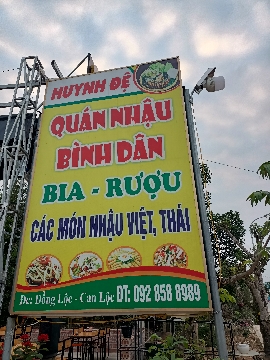 HUYNH ĐỆ
QUÁN NHẬU
BÌNH DÂN
BIA - RƯỢU
CÁC MÓN NHẬU VIỆT, THÁI
Đc: Đồng Lộc - Can Lộc ĐT: 092 858 8989